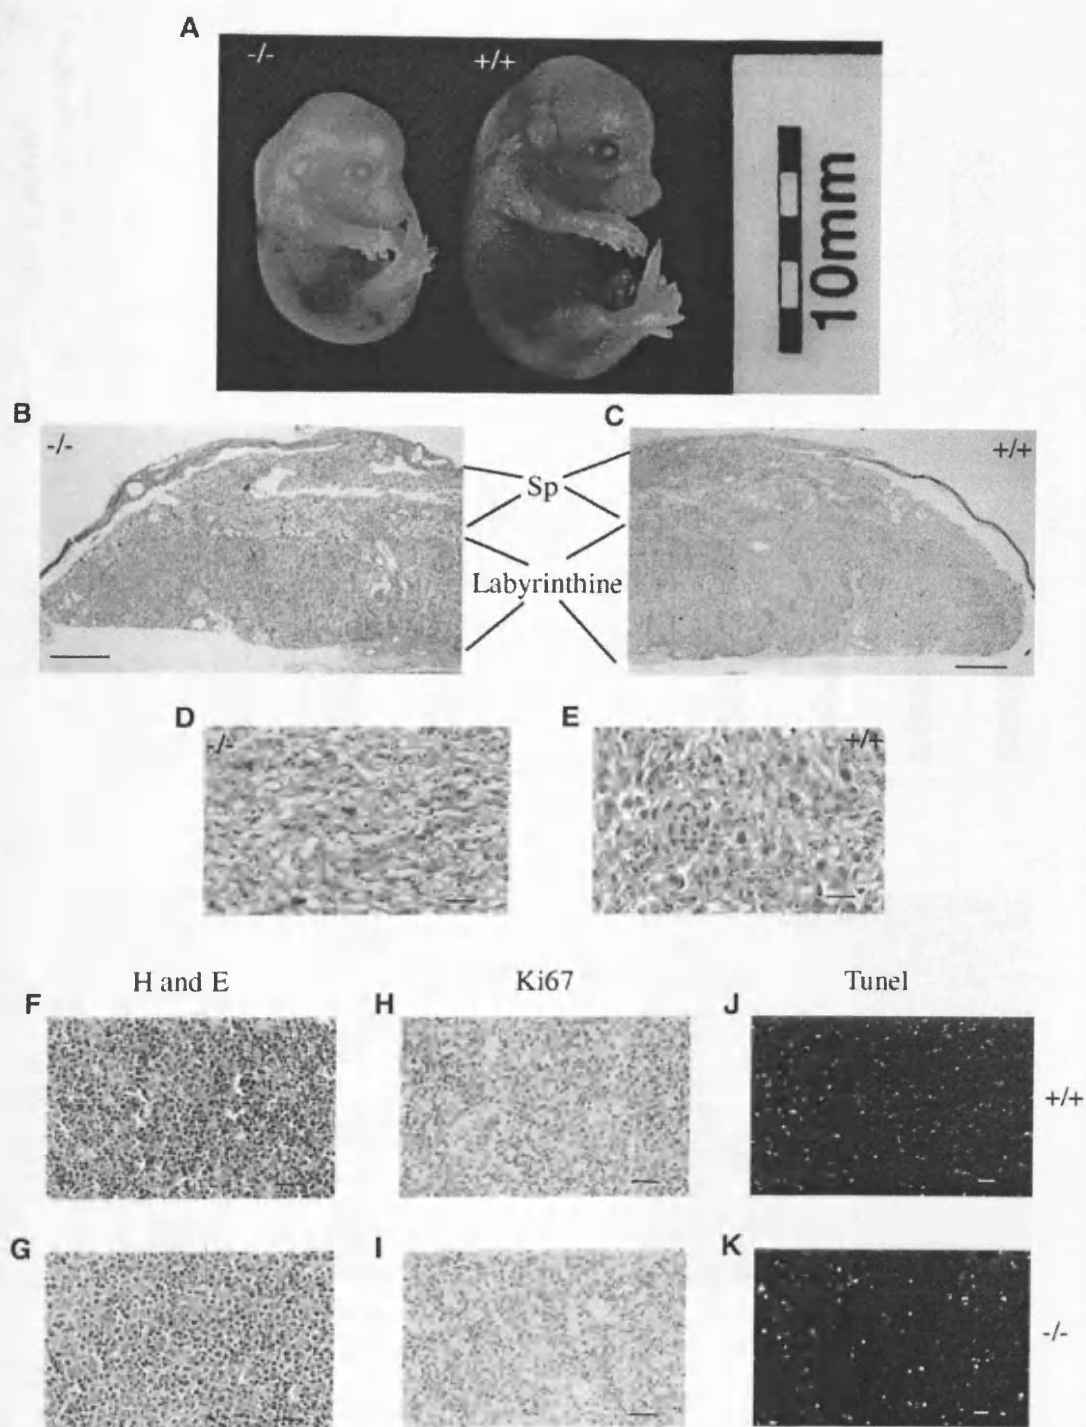 A
-/-
+/+
10mm
B
-/-
C
+/+
Sp
Labyrinthine
D
-/-
E
+/+
H and E
Ki67
Tunel
F
H
J
+/+
G
I
K
-/-